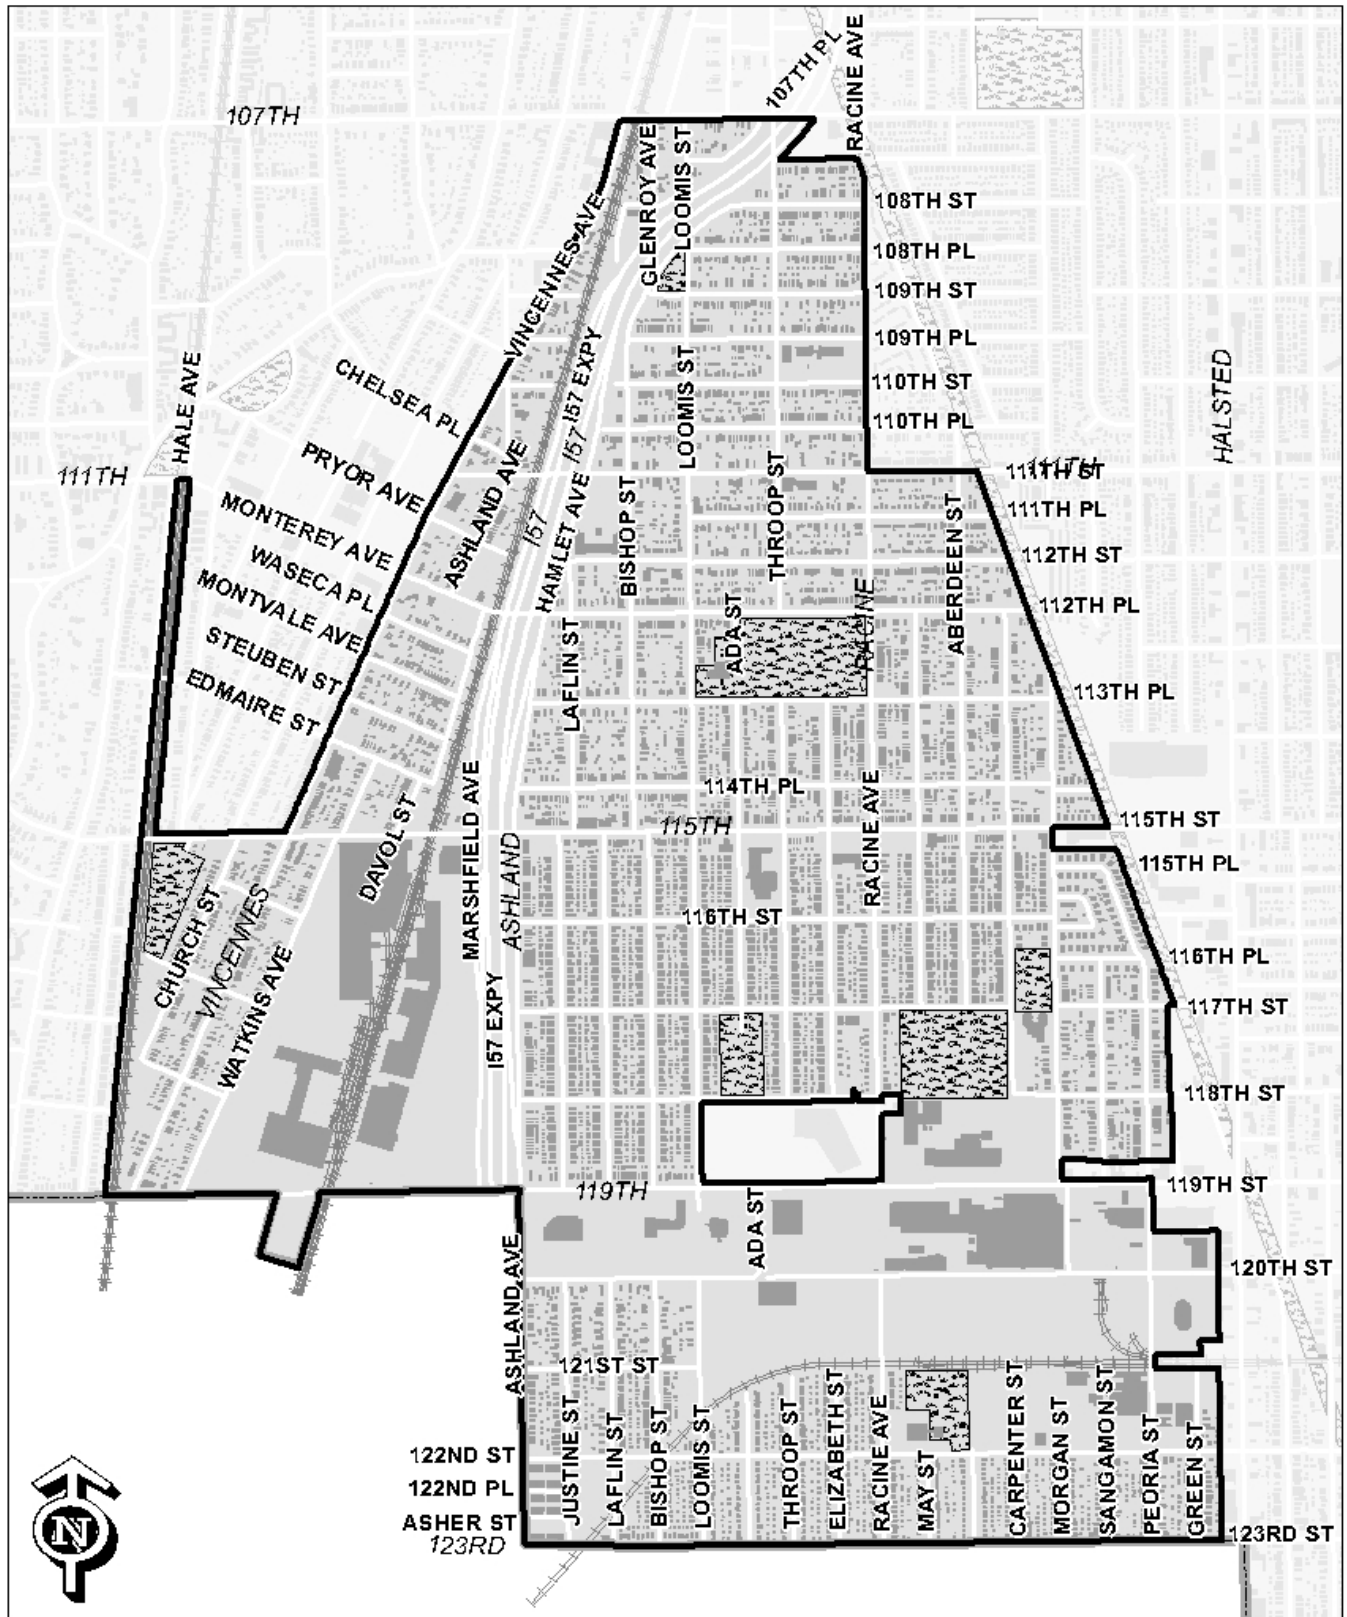 107TH PL
RACINE AVE
107TH
GLENROY AVE
LOOMIS ST
108TH ST
VINCENNES AVE
108TH PL
109TH ST
109TH PL
HALE AVE
CHELSEA PL
I57 EXPY
LOOMIS ST
110TH ST
110TH PL
HALSTED
111TH
PRYOR AVE
ASHLAND AVE
I57
THROOP ST
111TH ST
111TH
111TH PL
MONTEREY AVE
I57
HAMLET AVE
BISHOP ST
ABERDEEN ST
112TH ST
WASECA PL
112TH PL
MONTVALE AVE
ADA ST
RACINE
STEUBEN ST
LAFLIN ST
113TH PL
EDMAIRE ST
114TH PL
MARSHFIELD AVE
DAVOL ST
RACINE AVE
115TH
115TH ST
115TH PL
ASHLAND
CHURCH ST
VINCENNES
116TH ST
116TH PL
WATKINS AVE
I57 EXPY
117TH ST
118TH ST
119TH
119TH ST
ADA ST
ASHLAND AVE
120TH ST
121ST ST
JUSTINE ST
LAFLIN ST
BISHOP ST
LOOMIS ST
THROOP ST
ELIZABETH ST
RACINE AVE
MAY ST
CARPENTER ST
MORGAN ST
SANGAMON ST
PEORIA ST
GREEN ST
122ND ST
122ND PL
ASHER ST
123RD
123RD ST
N